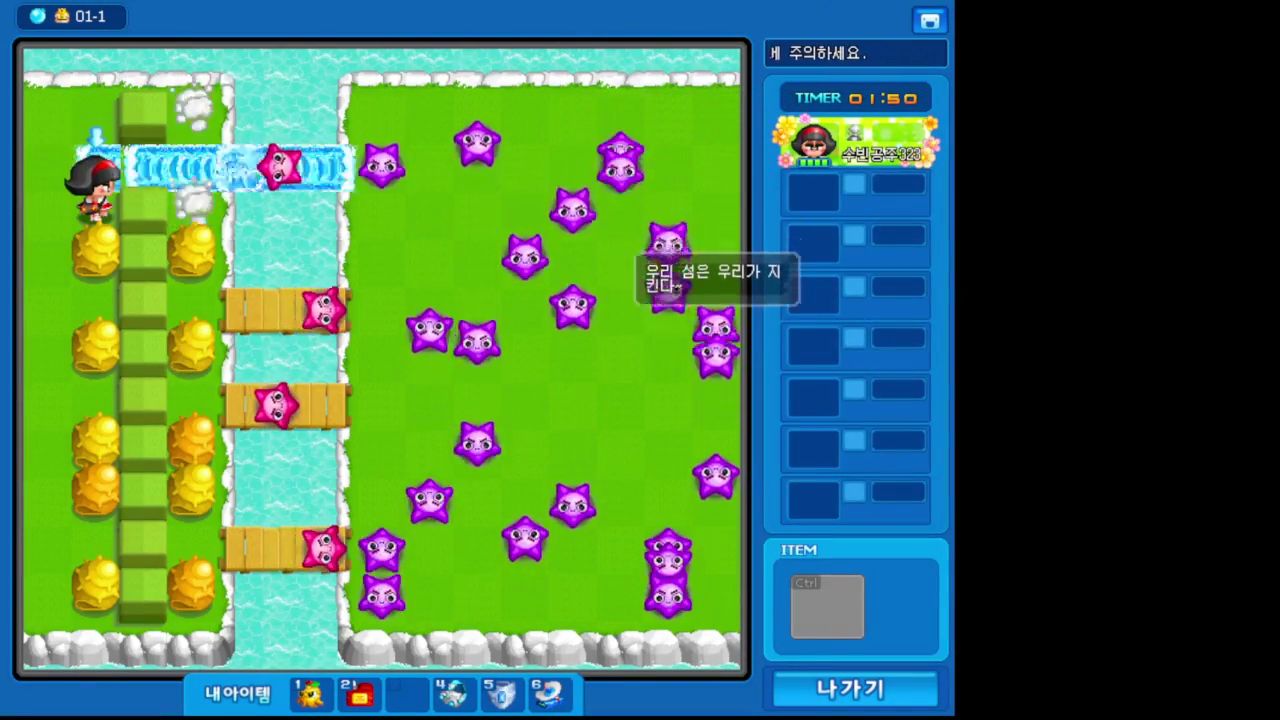 01-1
게 주의하세요.
TIMER 01:50
수빈공주323
우리 섬은 우리가 지
킨다~
ITEM
Ctrl
내아이템
1
2
4
5
6
나가기